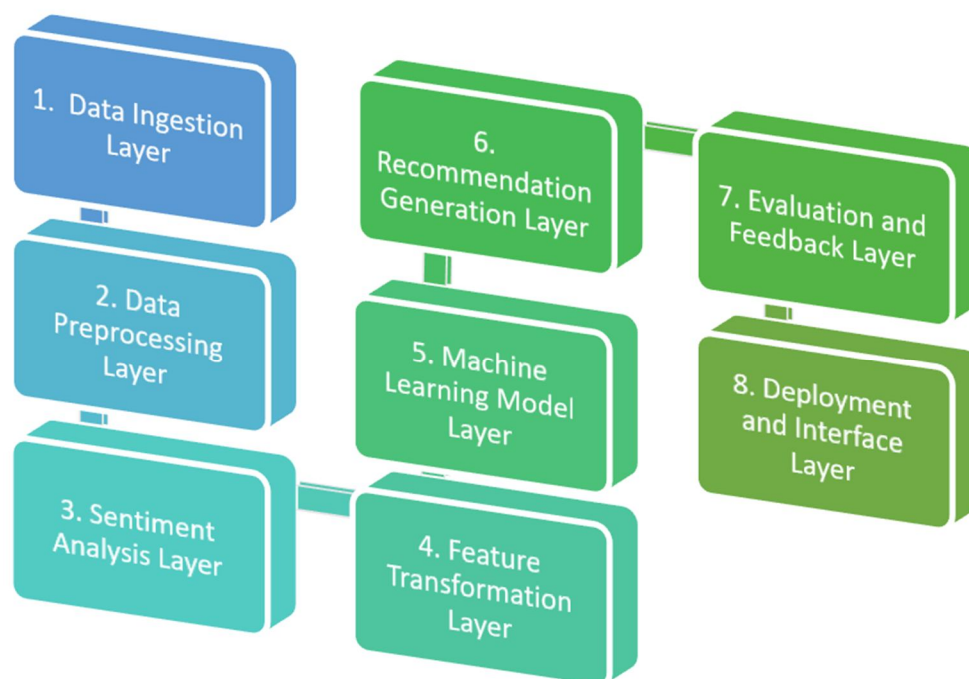 1. Data Ingestion
Layer
2. Data
Preprocessing
Layer
3. Sentiment
Analysis Layer
4. Feature
Transformation
Layer
5. Machine
Learning Model
Layer
6.
Recommendation
Generation Layer
7. Evaluation and
Feedback Layer
8. Deployment
and Interface
Layer